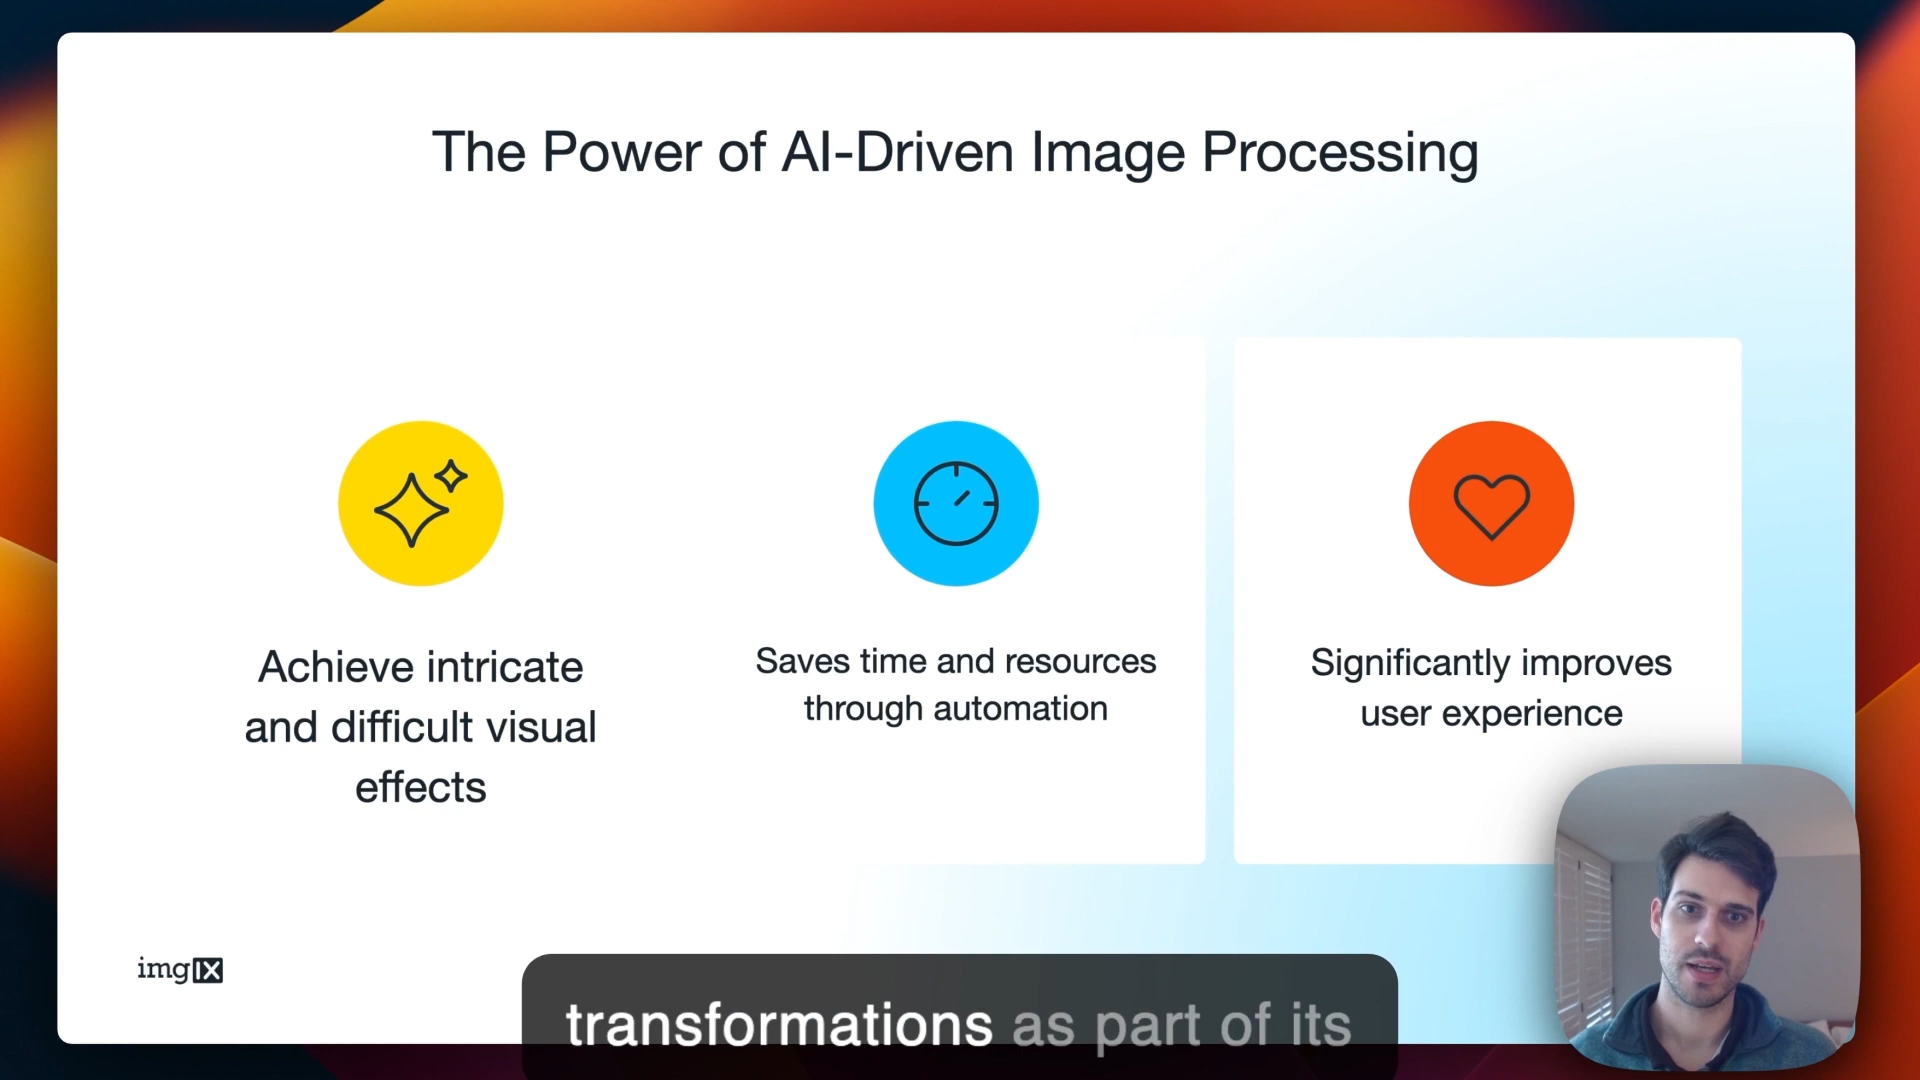 The Power of AI-Driven Image Processing
Achieve intricate
and difficult visual
effects
Saves time and resources
through automation
Significantly improves
user experience
imgIX
transformations as part of its